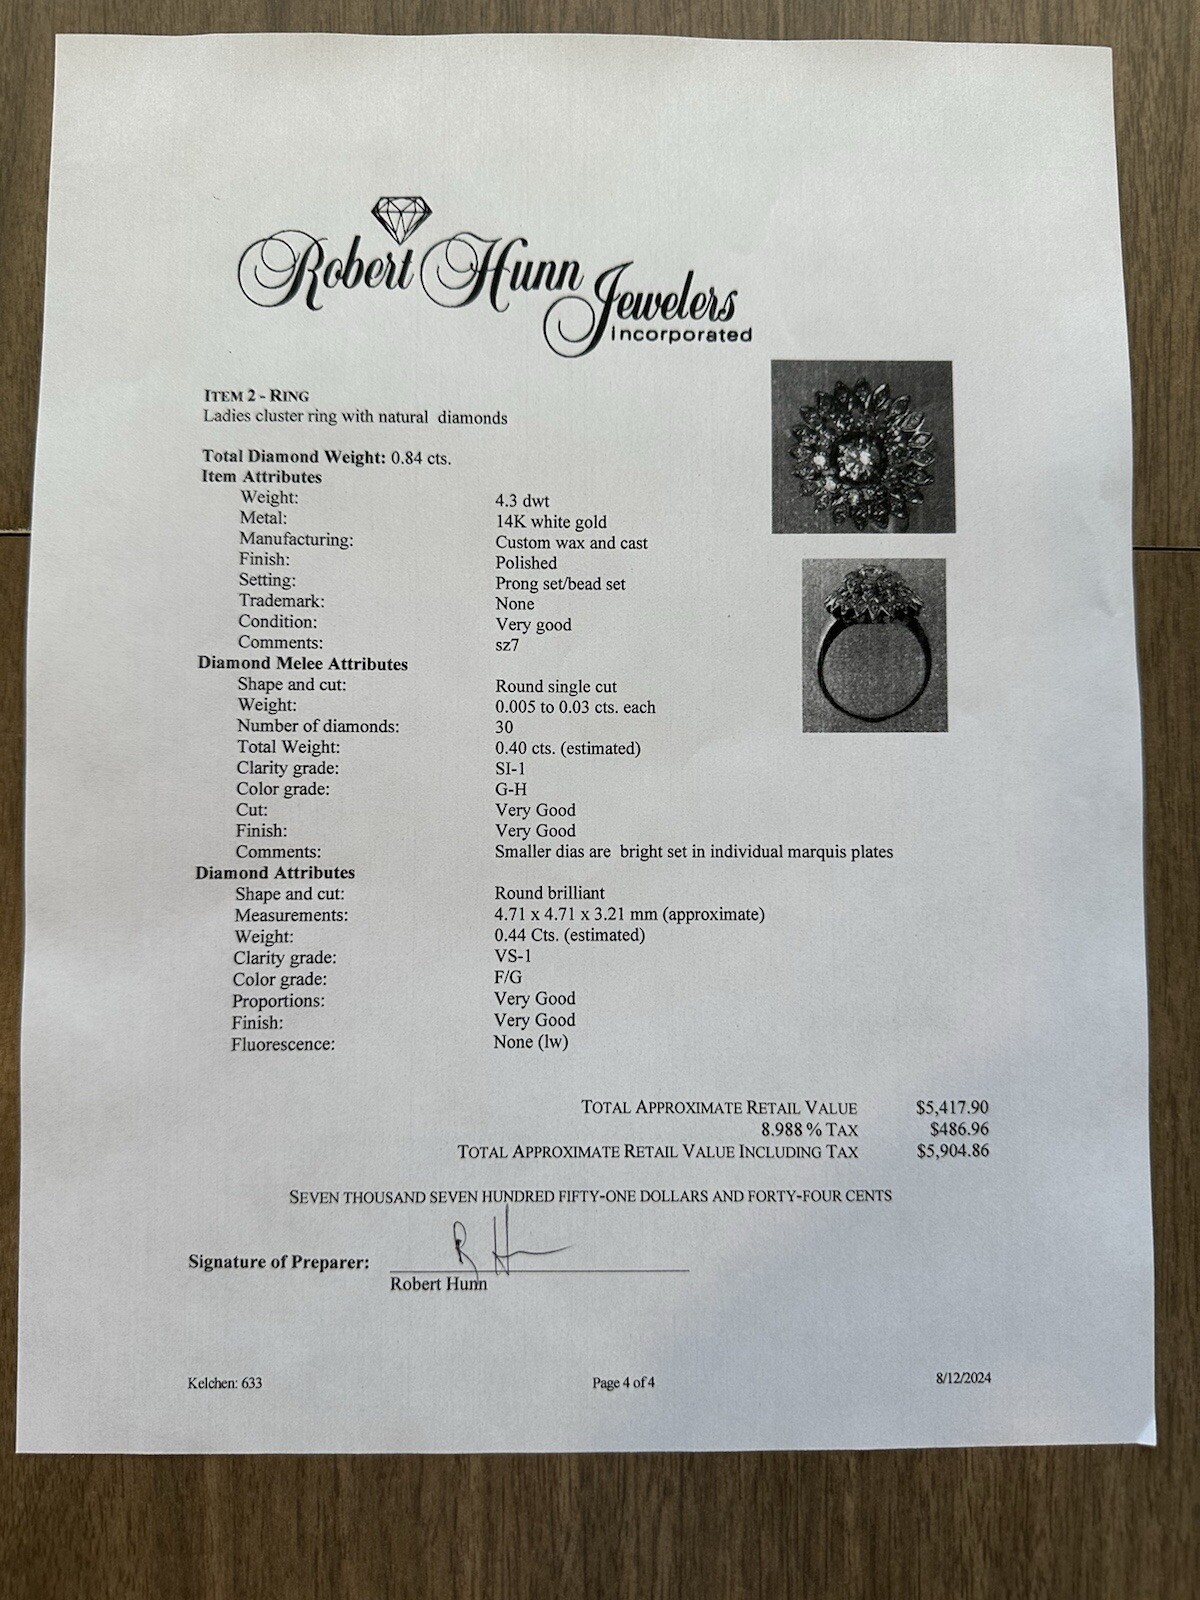 Robert Hunn Jewelers
Incorporated
ITEM 2 - RING
Ladies cluster ring with natural diamonds
Total Diamond Weight: 0.84 cts.
Item Attributes
Weight: 4.3 dwt
Metal: 14K white gold
Manufacturing: Custom wax and cast
Finish: Polished
Setting: Prong set/bead set
Trademark: None
Condition: Very good
Comments: sz7
Diamond Melee Attributes
Shape and cut: Round single cut
Weight: 0.005 to 0.03 cts. each
Number of diamonds: 30
Total Weight: 0.40 cts. (estimated)
Clarity grade: SI-1
Color grade: G-H
Cut: Very Good
Finish: Very Good
Comments: Smaller dias are bright set in individual marquis plates
Diamond Attributes
Shape and cut: Round brilliant
Measurements: 4.71 x 4.71 x 3.21 mm (approximate)
Weight: 0.44 Cts. (estimated)
Clarity grade: VS-1
Color grade: F/G
Proportions: Very Good
Finish: Very Good
Fluorescence: None (lw)
TOTAL APPROXIMATE RETAIL VALUE $5,417.90
8.988 % TAX $486.96
TOTAL APPROXIMATE RETAIL VALUE INCLUDING TAX $5,904.86
SEVEN THOUSAND SEVEN HUNDRED FIFTY-ONE DOLLARS AND FORTY-FOUR CENTS
R H
Signature of Preparer:
Robert Hunn
Kelchen: 633 Page 4 of 4 8/12/2024